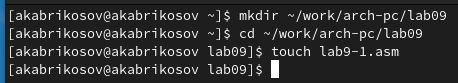 [akabrikosov@akabrikosov ~]$ mkdir ~/work/arch-pc/lab09
[akabrikosov@akabrikosov ~]$ cd ~/work/arch-pc/lab09
[akabrikosov@akabrikosov lab09]$ touch lab9-1.asm
[akabrikosov@akabrikosov lab09]$